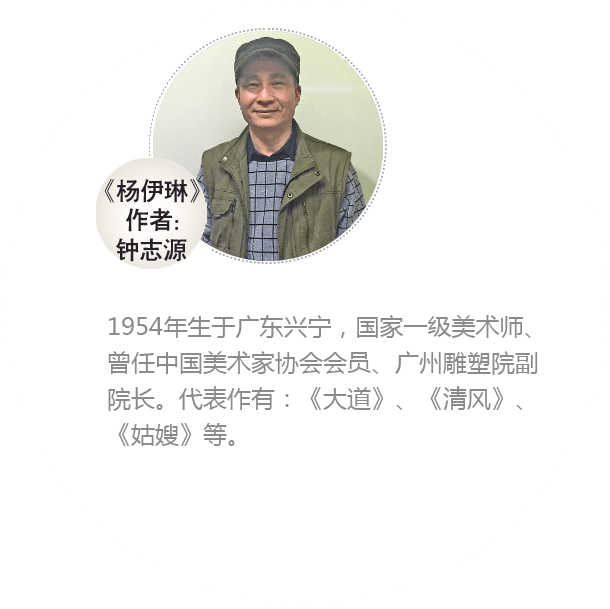 《杨伊琳》
作者:
钟志源
1954年生于广东兴宁，国家一级美术师、
曾任中国美术家协会会员、广州雕塑院副
院长。代表作有：《大道》、《清风》、
《姑嫂》等。